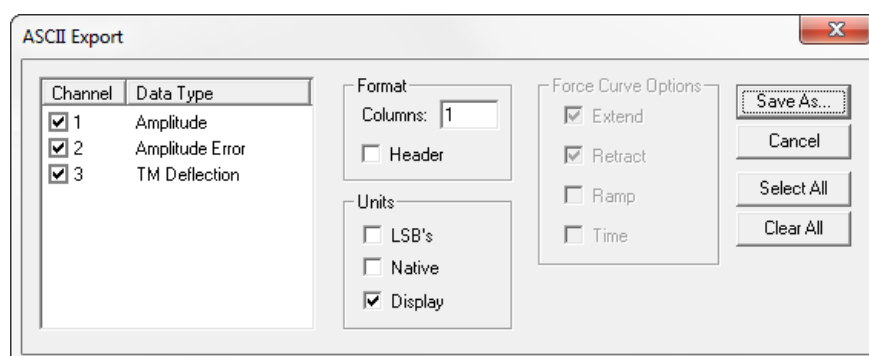 ASCII Export
Channel Data Type
1 Amplitude
2 Amplitude Error
3 TM Deflection
Format
Columns: 1
Header
Units
LSB's
Native
Display
Force Curve Options
Extend
Retract
Ramp
Time
Save As...
Cancel
Select All
Clear All